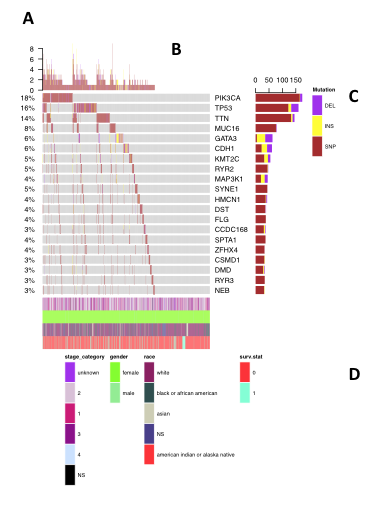 A
B
8
6
4
2
0
0 50 100 150
Mutation
C
DEL
INS
SNP
18% PIK3CA
16% TP53
14% TTN
8% MUC16
6% GATA3
6% CDH1
5% KMT2C
5% RYR2
4% MAP3K1
5% SYNE1
4% HMCN1
4% DST
4% FLG
3% CCDC168
4% SPTA1
4% ZFHX4
3% CSMD1
3% DMD
3% RYR3
3% NEB
stage_category gender race surv.stat
unknown female white 0
D
2 male black or african american 1
1 asian
3 NS
4 american indian or alaska native
NS